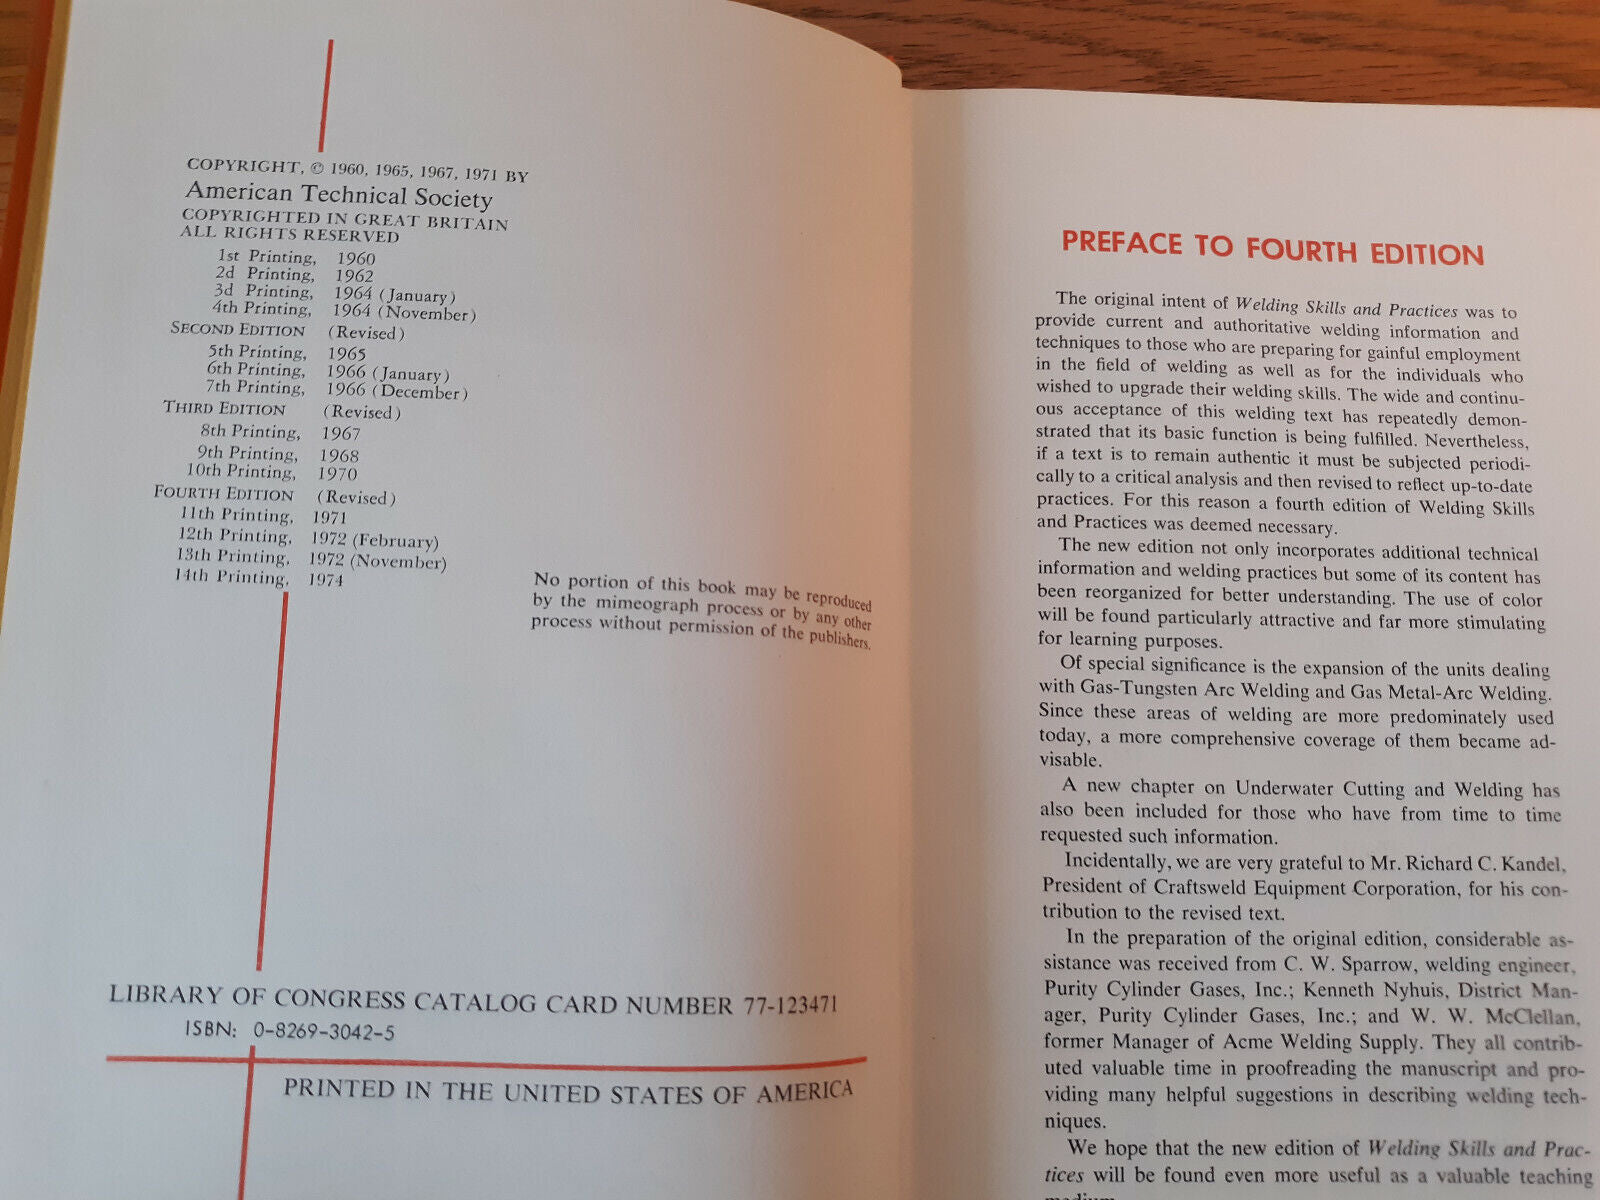 COPYRIGHT, © 1960, 1965, 1967, 1971 BY
American Technical Society
COPYRIGHTED IN GREAT BRITAIN
ALL RIGHTS RESERVED
1st Printing, 1960
2d Printing, 1962
3d Printing, 1964 (January)
4th Printing, 1964 (November)
SECOND EDITION (Revised)
5th Printing, 1965
6th Printing, 1966 (January)
7th Printing, 1966 (December)
THIRD EDITION (Revised)
8th Printing, 1967
9th Printing, 1968
10th Printing, 1970
FOURTH EDITION (Revised)
11th Printing, 1971
12th Printing, 1972 (February)
13th Printing, 1972 (November)
14th Printing, 1974
No portion of this book may be reproduced
by the mimeograph process or by any other
process without permission of the publishers.
LIBRARY OF CONGRESS CATALOG CARD NUMBER 77-123471
ISBN: 0-8269-3042-5
PRINTED IN THE UNITED STATES OF AMERICA
PREFACE TO FOURTH EDITION
The original intent of Welding Skills and Practices was to
provide current and authoritative welding information and
techniques to those who are preparing for gainful employment
in the field of welding as well as for the individuals who
wished to upgrade their welding skills. The wide and continu-
ous acceptance of this welding text has repeatedly demon-
strated that its basic function is being fulfilled. Nevertheless,
if a text is to remain authentic it must be subjected periodi-
cally to a critical analysis and then revised to reflect up-to-date
practices. For this reason a fourth edition of Welding Skills
and Practices was deemed necessary.
The new edition not only incorporates additional technical
information and welding practices but some of its content has
been reorganized for better understanding. The use of color
will be found particularly attractive and far more stimulating
for learning purposes.
Of special significance is the expansion of the units dealing
with Gas-Tungsten Arc Welding and Gas Metal-Arc Welding.
Since these areas of welding are more predominately used
today, a more comprehensive coverage of them became ad-
visable.
A new chapter on Underwater Cutting and Welding has
also been included for those who have from time to time
requested such information.
Incidentally, we are very grateful to Mr. Richard C. Kandel,
President of Craftsweld Equipment Corporation, for his con-
tribution to the revised text.
In the preparation of the original edition, considerable as-
sistance was received from C. W. Sparrow, welding engineer,
Purity Cylinder Gases, Inc.; Kenneth Nyhuis, District Man-
ager, Purity Cylinder Gases, Inc.; and W. W. McClellan,
former Manager of Acme Welding Supply. They all contrib-
uted valuable time in proofreading the manuscript and pro-
viding many helpful suggestions in describing welding tech-
niques.
We hope that the new edition of Welding Skills and Prac-
tices will be found even more useful as a valuable teaching